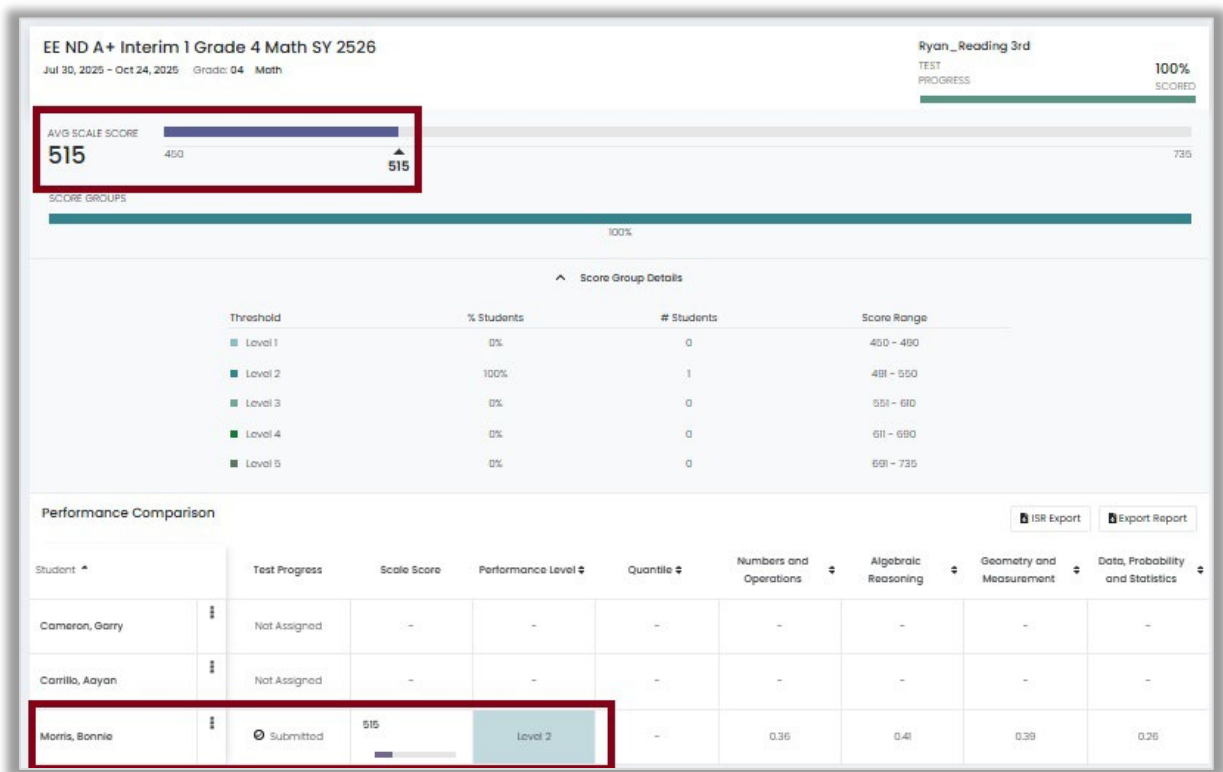 EE ND A+ Interim 1 Grade 4 Math SY 2526
Jul 30, 2025 - Oct 24, 2025 Grade: 04 Math
Ryan_Reading 3rd
TEST
PROGRESS
100%
SCORED
AVG SCALE SCORE
515
450
515
735
SCORE GROUPS
100%
Score Group Details
Threshold % Students # Students Score Range
Level 1 0% 0 450 - 490
Level 2 100% 1 491 - 550
Level 3 0% 0 551 - 610
Level 4 0% 0 611 - 690
Level 5 0% 0 691 - 735
Performance Comparison
ISR Export Export Report
Student Test Progress Scale Score Performance Level Quantile Numbers and Operations Algebraic Reasoning Geometry and Measurement Data, Probability and Statistics
Cameron, Garry Not Assigned - - - - - - -
Carrillo, Aayan Not Assigned - - - - - - -
Morris, Bonnie Submitted 515 Level 2 - 0.36 0.41 0.39 0.26